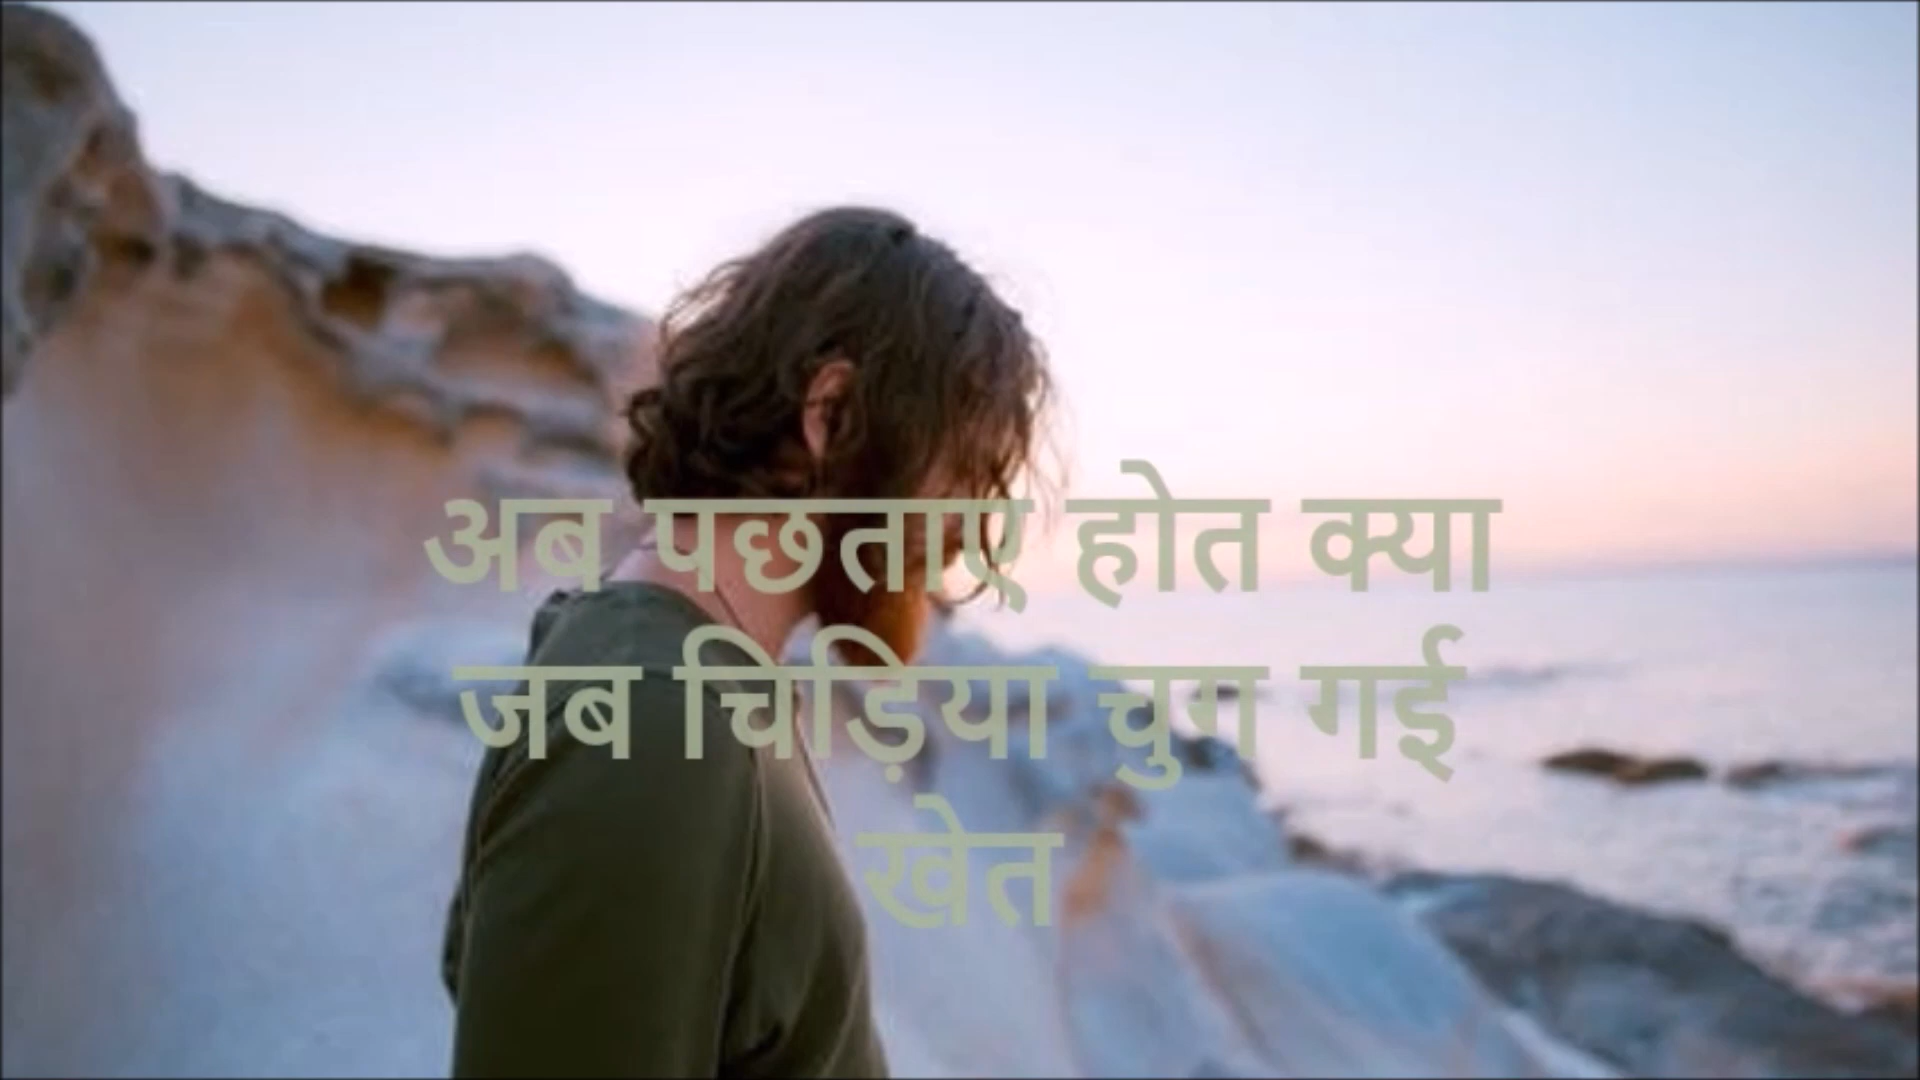 अब पछताए होत क्या
जब चिड़िया चुग गई
खेत